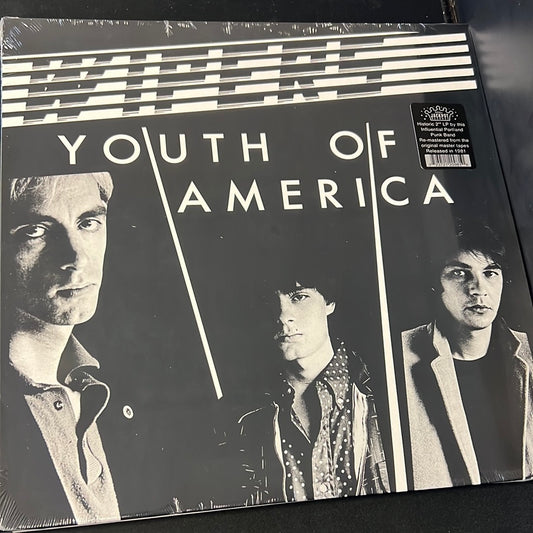 WIPERS
YOUTH OF
AMERICA
JACKPOT
Historic 2nd LP by this
Influential Portland
Punk Band
Re-mastered from the
original master tapes
Released in 1981